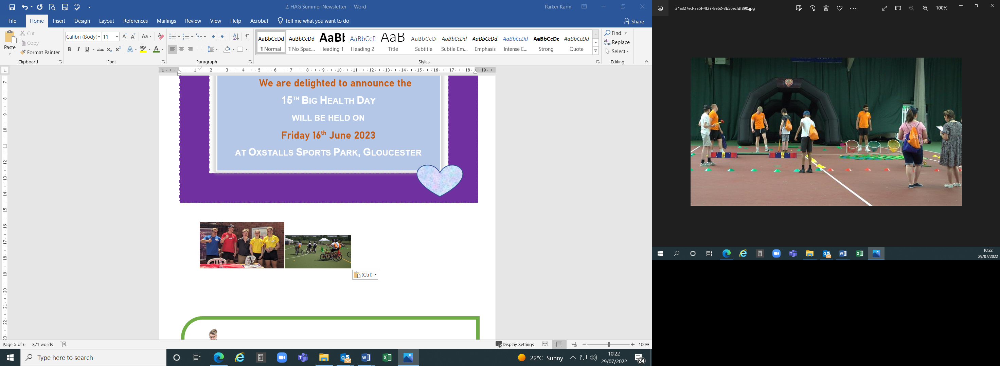 2. HAG Summer Newsletter - Word
Parker Karin
File Home Insert Design Layout References Mailings Review View Help Acrobat Tell me what you want to do
Share
Paste
Cut
Copy
Format Painter
Clipboard
Calibri (Body) 11
Font
Paragraph
AaBbCcDd AaBbCcDd AaBb AaBbCcD AaB AaBbCcD AaBbCcDd AaBbCcDd AaBbCcDd AaBbCcDc AaBbCcDd
¶ Normal ¶ No Spac... Heading 1 Heading 2 Title Subtitle Subtle Em... Emphasis Intense E... Strong Quote
Styles
Find
Replace
Select
Editing
We are delighted to announce the
15TH BIG HEALTH DAY
WILL BE HELD ON
Friday 16th June 2023
AT OXSTALLS SPORTS PARK, GLOUCESTER
Opening
(Ctrl)
Page 5 of 6 871 words
Display Settings
100%
Type here to search
22°C Sunny
10:22
29/07/2022
24
34a327ed-aa5f-4f27-8e62-3b56ecfdf890.jpg
100%
10:22
29/07/2022